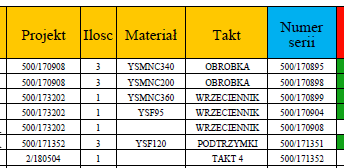 Projekt Ilosc Materiał Takt Numer serii
500/170908 3 YSMNC340 OBROBKA 500/170895
500/170908 3 YSMNC200 OBROBKA 500/170898
500/173202 1 YSMNC360 WRZECIENNIK 500/170899
500/173202 1 YSF95 WRZECIENNIK 500/170904
500/173202 1 WRZECIENNIK 500/170908
500/171352 3 YSF120 PODTRZYMKI 500/171351
2/180504 1 TAKT 4 500/171352